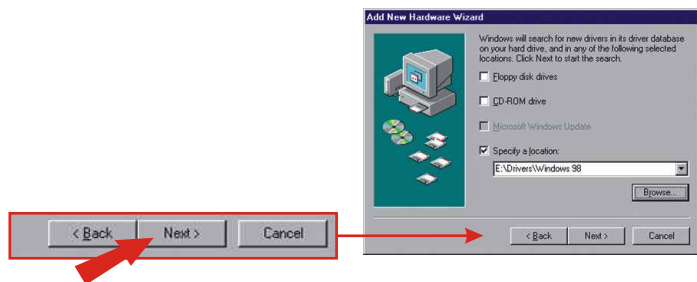 Add New Hardware Wizard
Windows will search for new drivers in its driver database
on your hard drive, and in any of the following selected
locations. Click Next to start the search.
Floppy disk drives
CD-ROM drive
Microsoft Windows Update
Specify a location:
E:\Drivers\Windows 98
Browse...
< Back Next > Cancel
< Back Next > Cancel